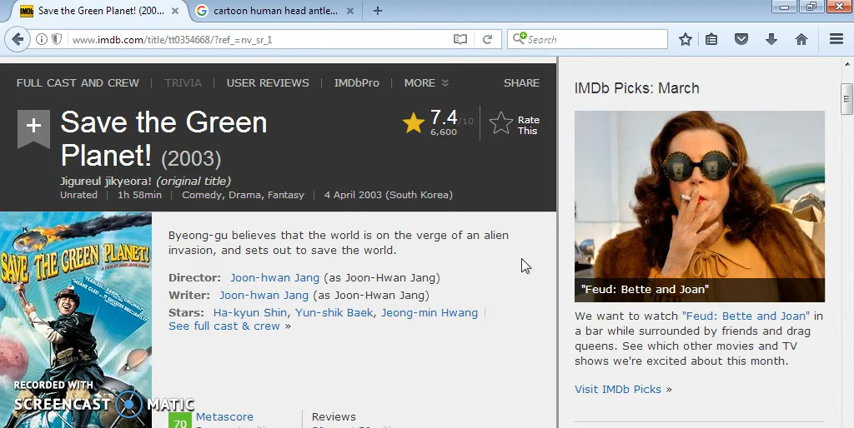 Save the Green Planet! (200...
cartoon human head antle...
www.imdb.com/title/tt0354668/?ref_=nv_sr_1
Search
FULL CAST AND CREW | TRIVIA | USER REVIEWS | IMDbPro | MORE SHARE
+ Save the Green Planet! (2003)
Jigureul jikyeora! (original title)
Unrated | 1h 58min | Comedy, Drama, Fantasy | 4 April 2003 (South Korea)
7.4/10
6,600
Rate
This
SAVE THE GREEN PLANET!
Byeong-gu believes that the world is on the verge of an alien
invasion, and sets out to save the world.
Director: Joon-hwan Jang (as Joon-Hwan Jang)
Writer: Joon-hwan Jang (as Joon-Hwan Jang)
Stars: Ha-kyun Shin, Yun-shik Baek, Jeong-min Hwang |
See full cast & crew »
RECORDED WITH
SCREENCAST MATIC
70
Metascore
Reviews
IMDb Picks: March
"Feud: Bette and Joan"
We want to watch "Feud: Bette and Joan" in
a bar while surrounded by friends and drag
queens. See which other movies and TV
shows we're excited about this month.
Visit IMDb Picks »